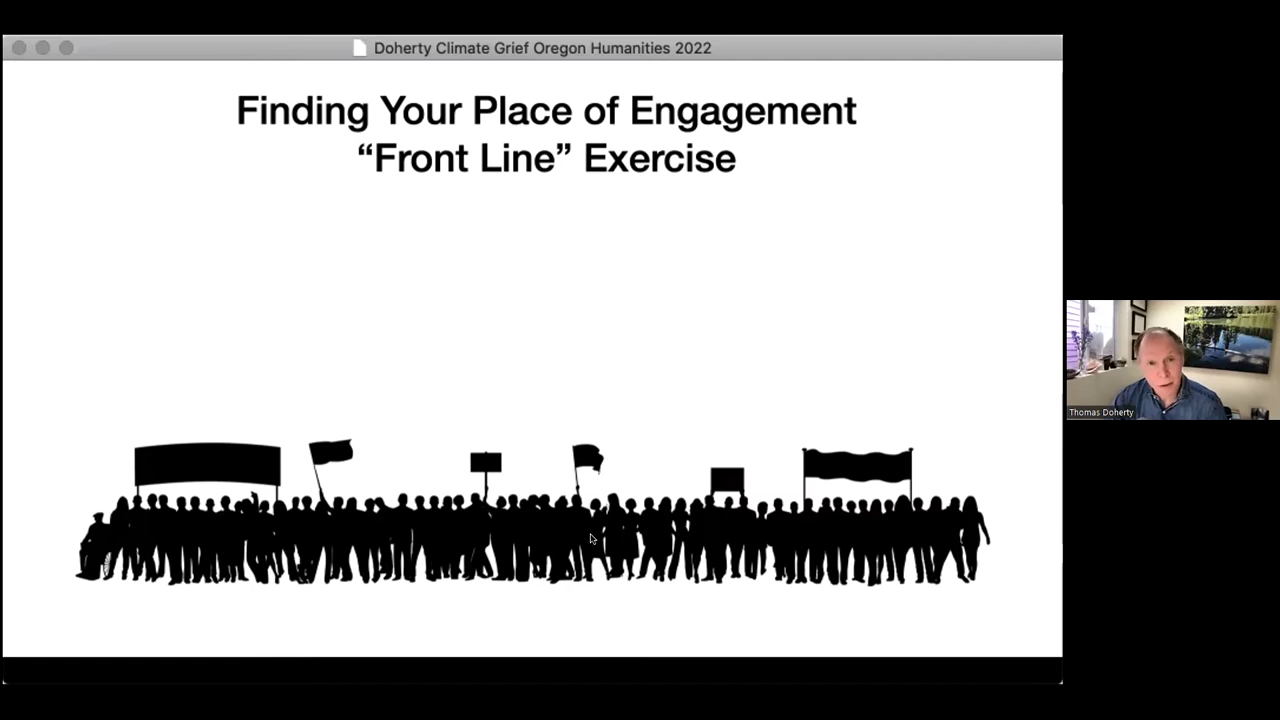 Doherty Climate Grief Oregon Humanities 2022
Finding Your Place of Engagement
“Front Line” Exercise
Thomas Doherty